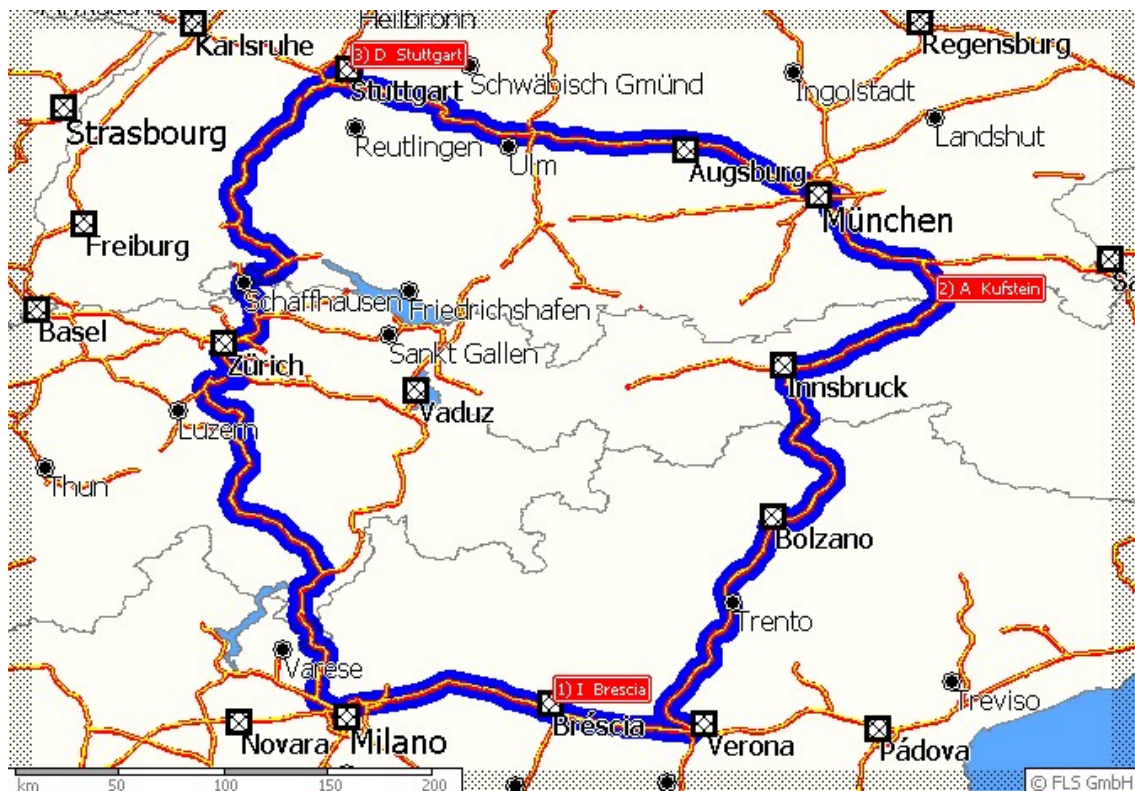 Heilbronn
Karlsruhe
3) D Stuttgart
Regensburg
Stuttgart
Schwäbisch Gmünd
Ingolstadt
Strasbourg
Landshut
Reutlingen
Ulm
Augsburg
München
Freiburg
2) A Kufstein
Schaffhausen
Friedrichshafen
Basel
Sankt Gallen
Zürich
Innsbruck
Vaduz
Luzern
Thun
Bolzano
Trento
Varese
1) I Brescia
Treviso
Bréscia
Novara
Milano
Verona
Pádova
km 50 100 150 200
© FLS GmbH